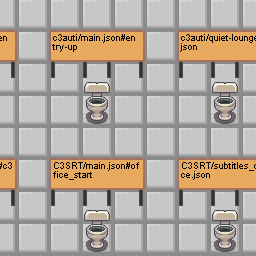 en
c3auti/main.json#en
try-up
c3auti/quiet-lounge
json
#c3
C3SRT/main.json#of
fice_start
C3SRT/subtitles_o
ce.json